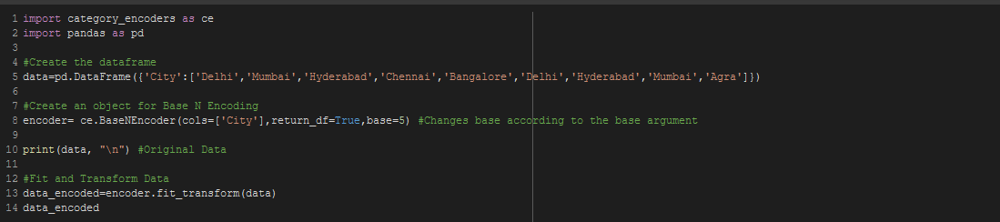 1 import category_encoders as ce
2 import pandas as pd
3
4 #Create the dataframe
5 data=pd.DataFrame({'City':['Delhi','Mumbai','Hyderabad','Chennai','Bangalore','Delhi','Hyderabad','Mumbai','Agra']})
6
7 #Create an object for Base N Encoding
8 encoder= ce.BaseNEncoder(cols=['City'],return_df=True,base=5) #Changes base according to the base argument
9
10 print(data, "\n") #Original Data
11
12 #Fit and Transform Data
13 data_encoded=encoder.fit_transform(data)
14 data_encoded